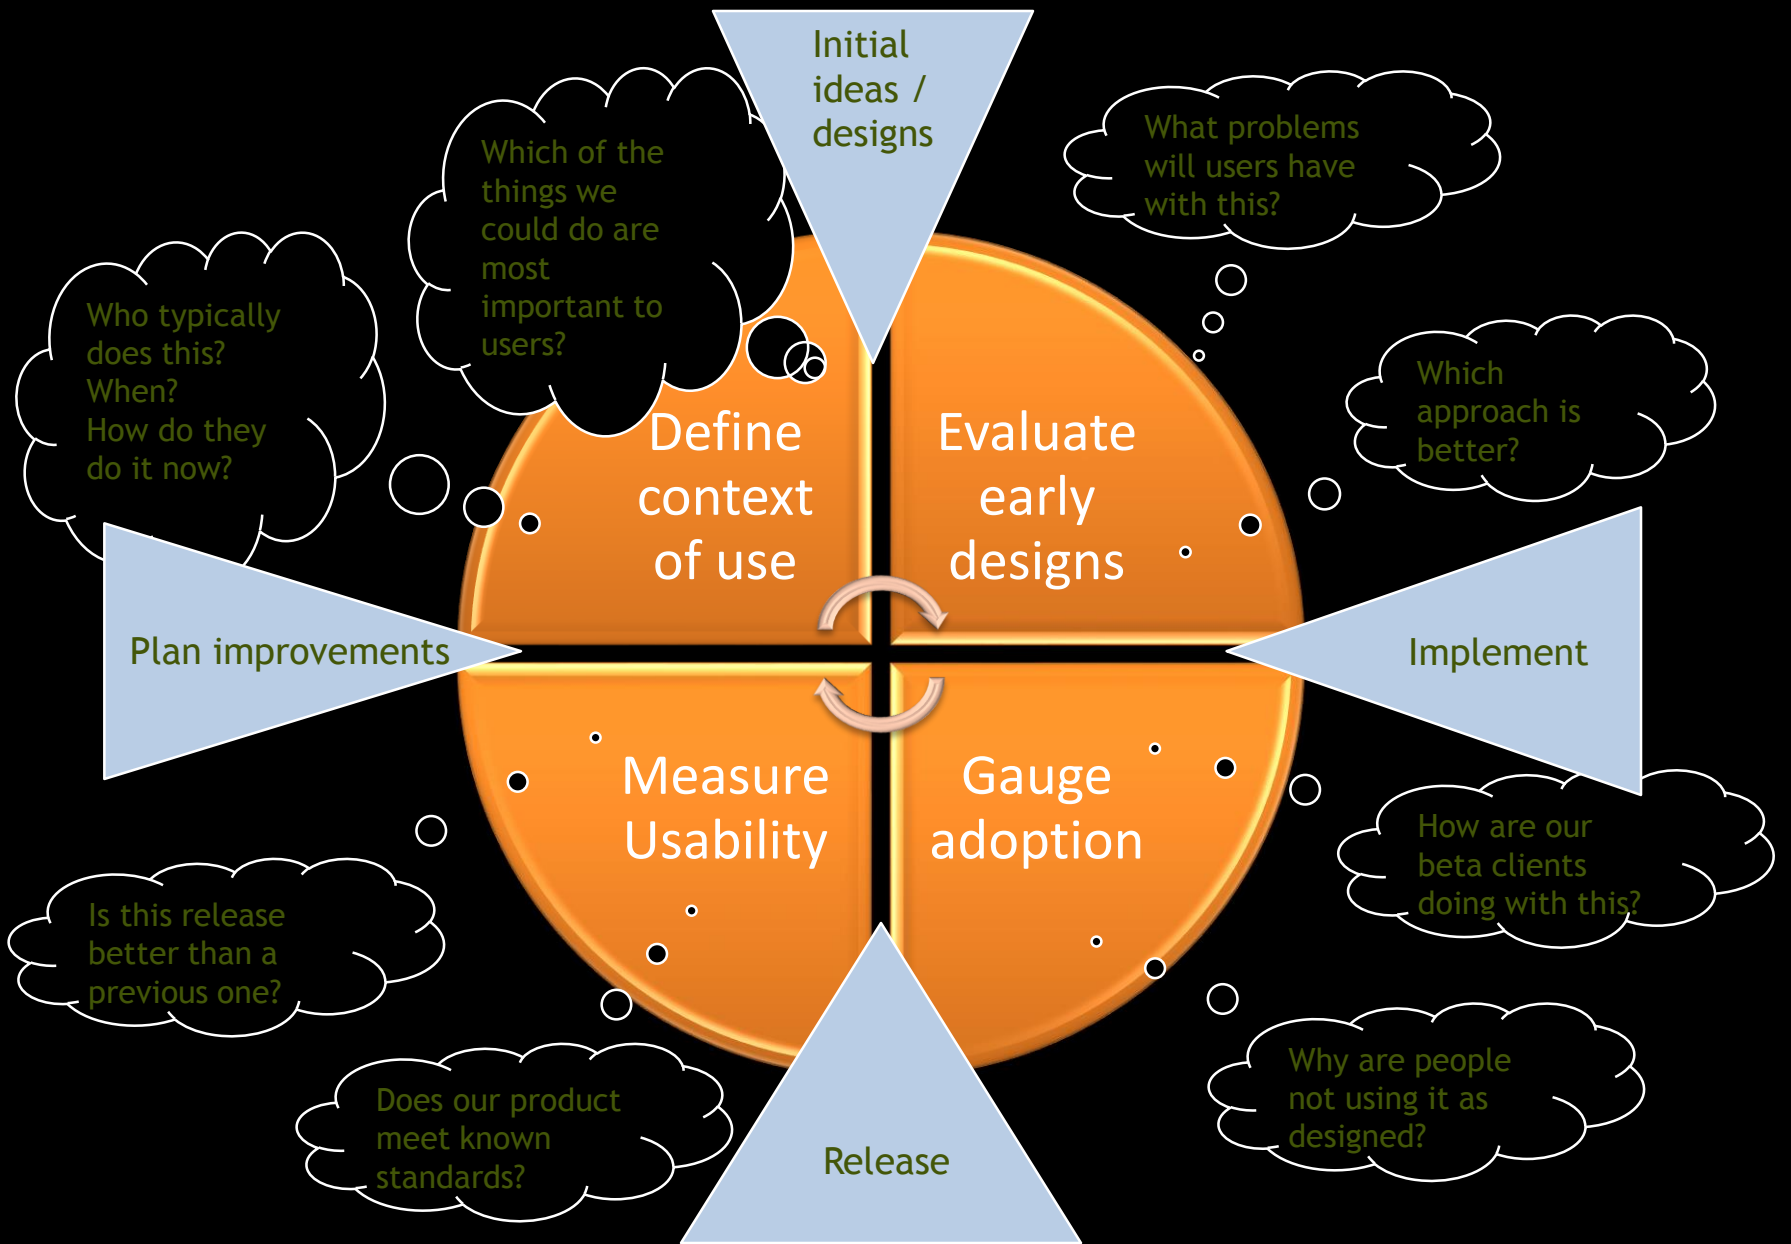 Initial
ideas /
designs
Which of the
things we
could do are
most
important to
users?
What problems
will users have
with this?
Who typically
does this?
When?
How do they
do it now?
Which
approach is
better?
Define
context
of use
Evaluate
early
designs
Plan improvements
Implement
Measure
Usability
Gauge
adoption
How are our
beta clients
doing with this?
Is this release
better than a
previous one?
Why are people
not using it as
designed?
Does our product
meet known
standards?
Release